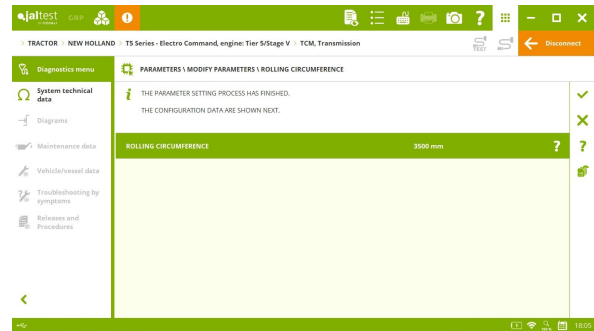 jaltest GRP
> TRACTOR > NEW HOLLAND > T5 Series - Electro Command, engine: Tier 5/Stage V > TCM, Transmission
TEXT
Disconnect
Diagnostics menu
PARAMETERS \ MODIFY PARAMETERS \ ROLLING CIRCUMFERENCE
System technical
data
Diagrams
Maintenance data
Vehicle/vessel data
Troubleshooting by
symptoms
Releases and
Procedures
i THE PARAMETER SETTING PROCESS HAS FINISHED.
THE CONFIGURATION DATA ARE SHOWN NEXT.
ROLLING CIRCUMFERENCE 3500 mm ?
18:05